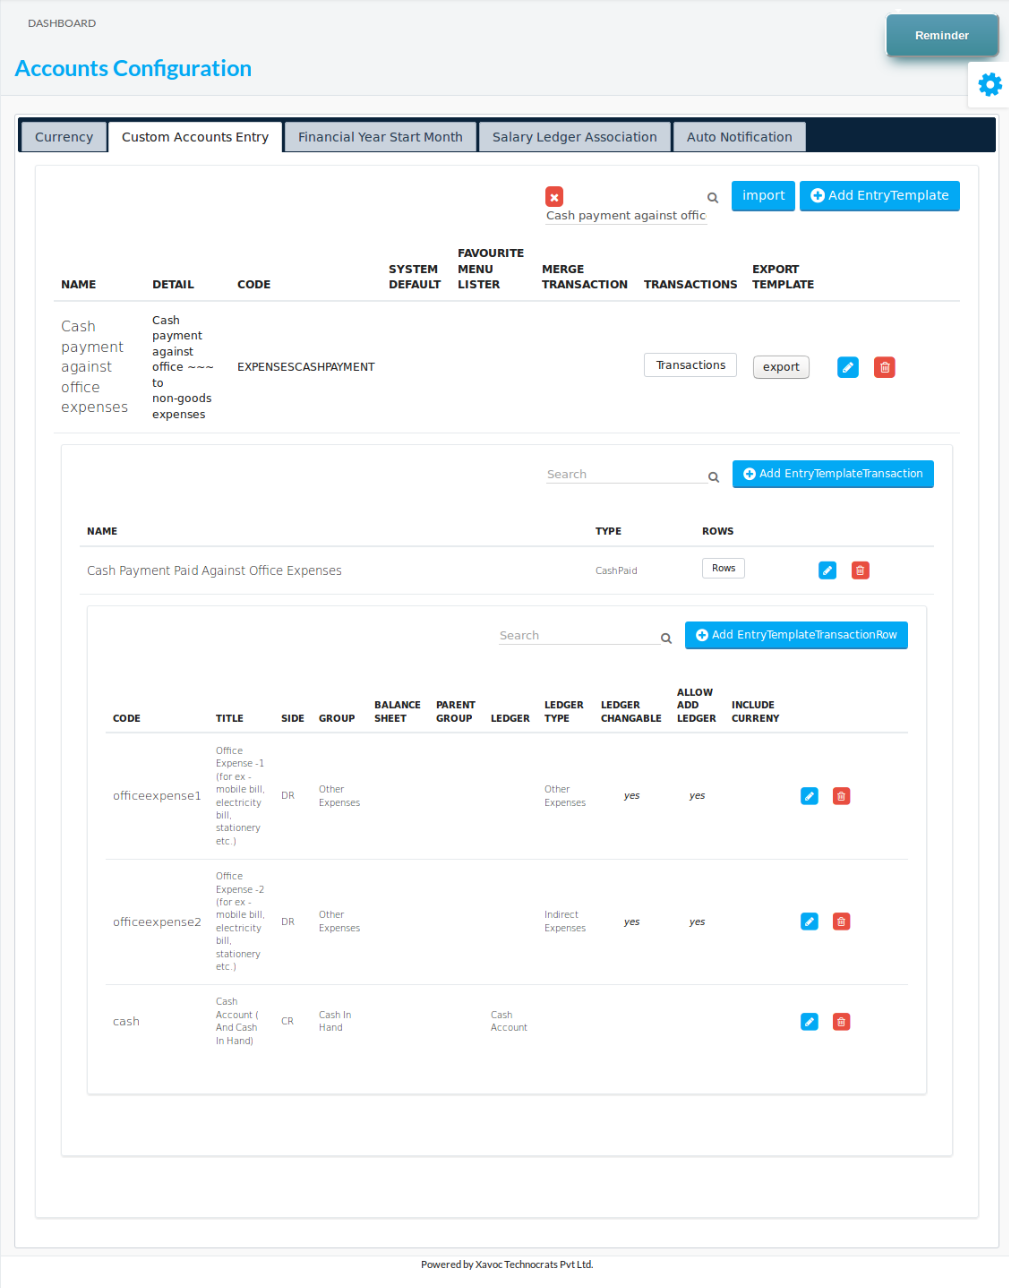 DASHBOARD
Reminder
Accounts Configuration
Currency
Custom Accounts Entry
Financial Year Start Month
Salary Ledger Association
Auto Notification
Cash payment against offic
import
Add EntryTemplate
NAME
DETAIL
CODE
SYSTEM
DEFAULT
FAVOURITE
MENU
LISTER
MERGE
TRANSACTION
TRANSACTIONS
EXPORT
TEMPLATE
Cash
payment
against
office
expenses
Cash
payment
against
office ~~~
to
non-goods
expenses
EXPENSESCASHPAYMENT
Transactions
export
Search
Add EntryTemplateTransaction
NAME
TYPE
ROWS
Cash Payment Paid Against Office Expenses
CashPaid
Rows
Search
Add EntryTemplateTransactionRow
CODE
TITLE
SIDE
GROUP
BALANCE
SHEET
PARENT
GROUP
LEDGER
LEDGER
TYPE
LEDGER
CHANGABLE
ALLOW
ADD
LEDGER
INCLUDE
CURRENY
officeexpense1
Office
Expense -1
(for ex -
mobile bill,
electricity
bill,
stationery
etc.)
DR
Other
Expenses
Other
Expenses
yes
yes
officeexpense2
Office
Expense -2
(for ex -
mobile bill,
electricity
bill,
stationery
etc.)
DR
Other
Expenses
Indirect
Expenses
yes
yes
cash
Cash
Account (
And Cash
In Hand)
CR
Cash In
Hand
Cash
Account
Powered by Xavoc Technocrats Pvt Ltd.